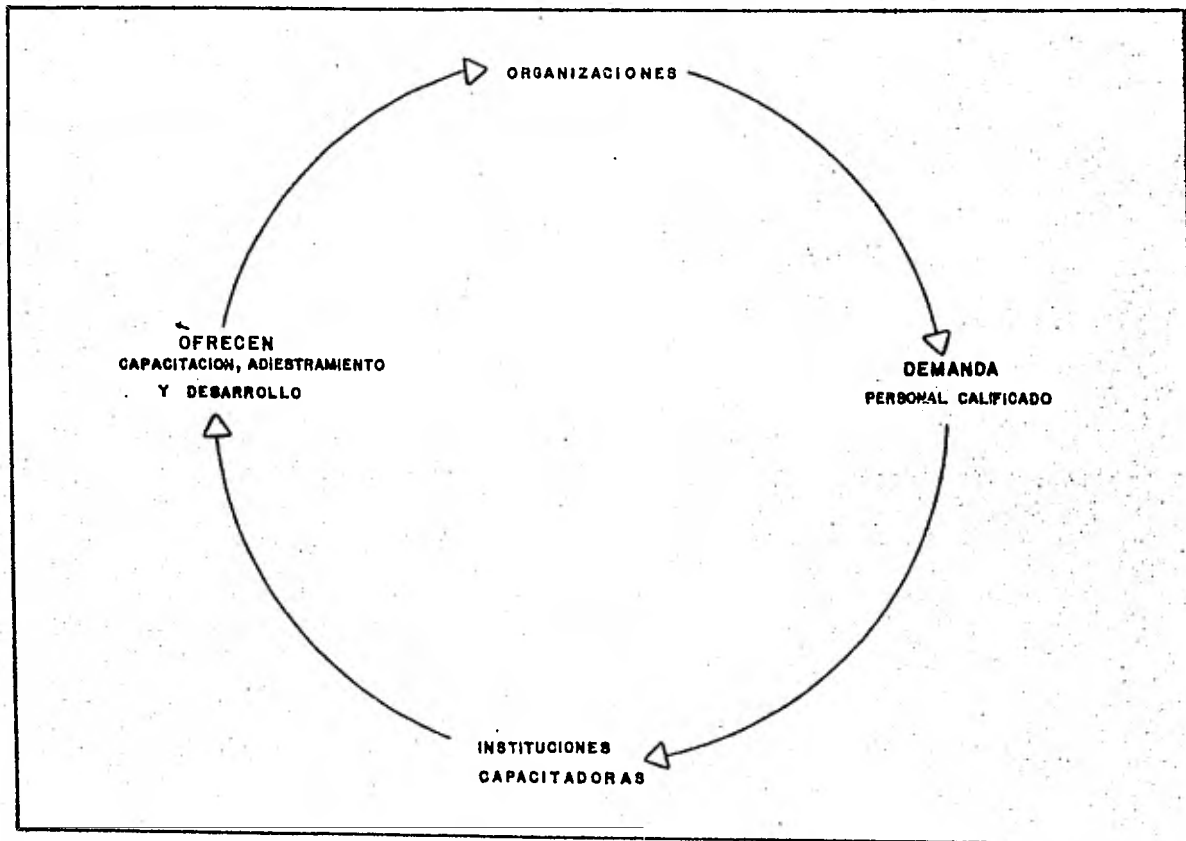 ORGANIZACIONES
OFRECEN
CAPACITACION, ADIESTRAMIENTO
Y DESARROLLO
DEMANDA
PERSONAL CALIFICADO
INSTITUCIONES
CAPACITADORAS